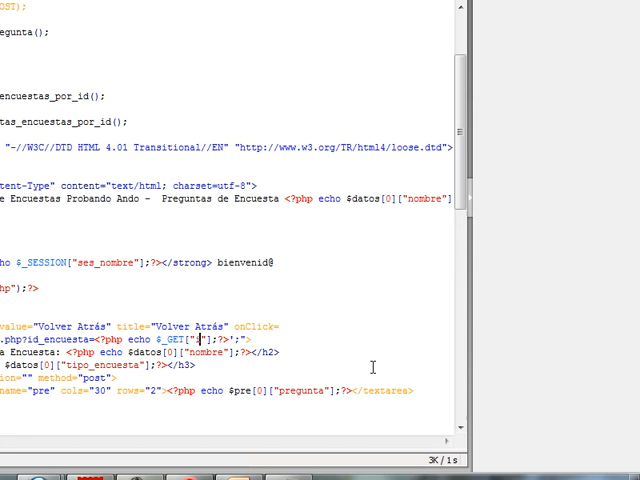 OST);
egunta();
encuestas_por_id();
tas_encuestas_por_id();
"-//W3C//DTD HTML 4.01 Transitional//EN" "http://www.w3.org/TR/html4/loose.dtd">
tent-Type" content="text/html; charset=utf-8">
e Encuestas Probando Ando - Preguntas de Encuesta <?php echo $datos[0]["nombre"]
ho $_SESSION["ses_nombre"];?></strong> bienvenid@
hp");?>
value="Volver Atrás" title="Volver Atrás" onClick=
.php?id_encuesta=<?php echo $_GET["i"];?>';">
a Encuesta: <?php echo $datos[0]["nombre"];?></h2>
$datos[0]["tipo_encuesta"];?></h3>
ion="" method="post">
name="pre" cols="30" rows="2"><?php echo $pre[0]["pregunta"];?></textarea>
3K / 1s